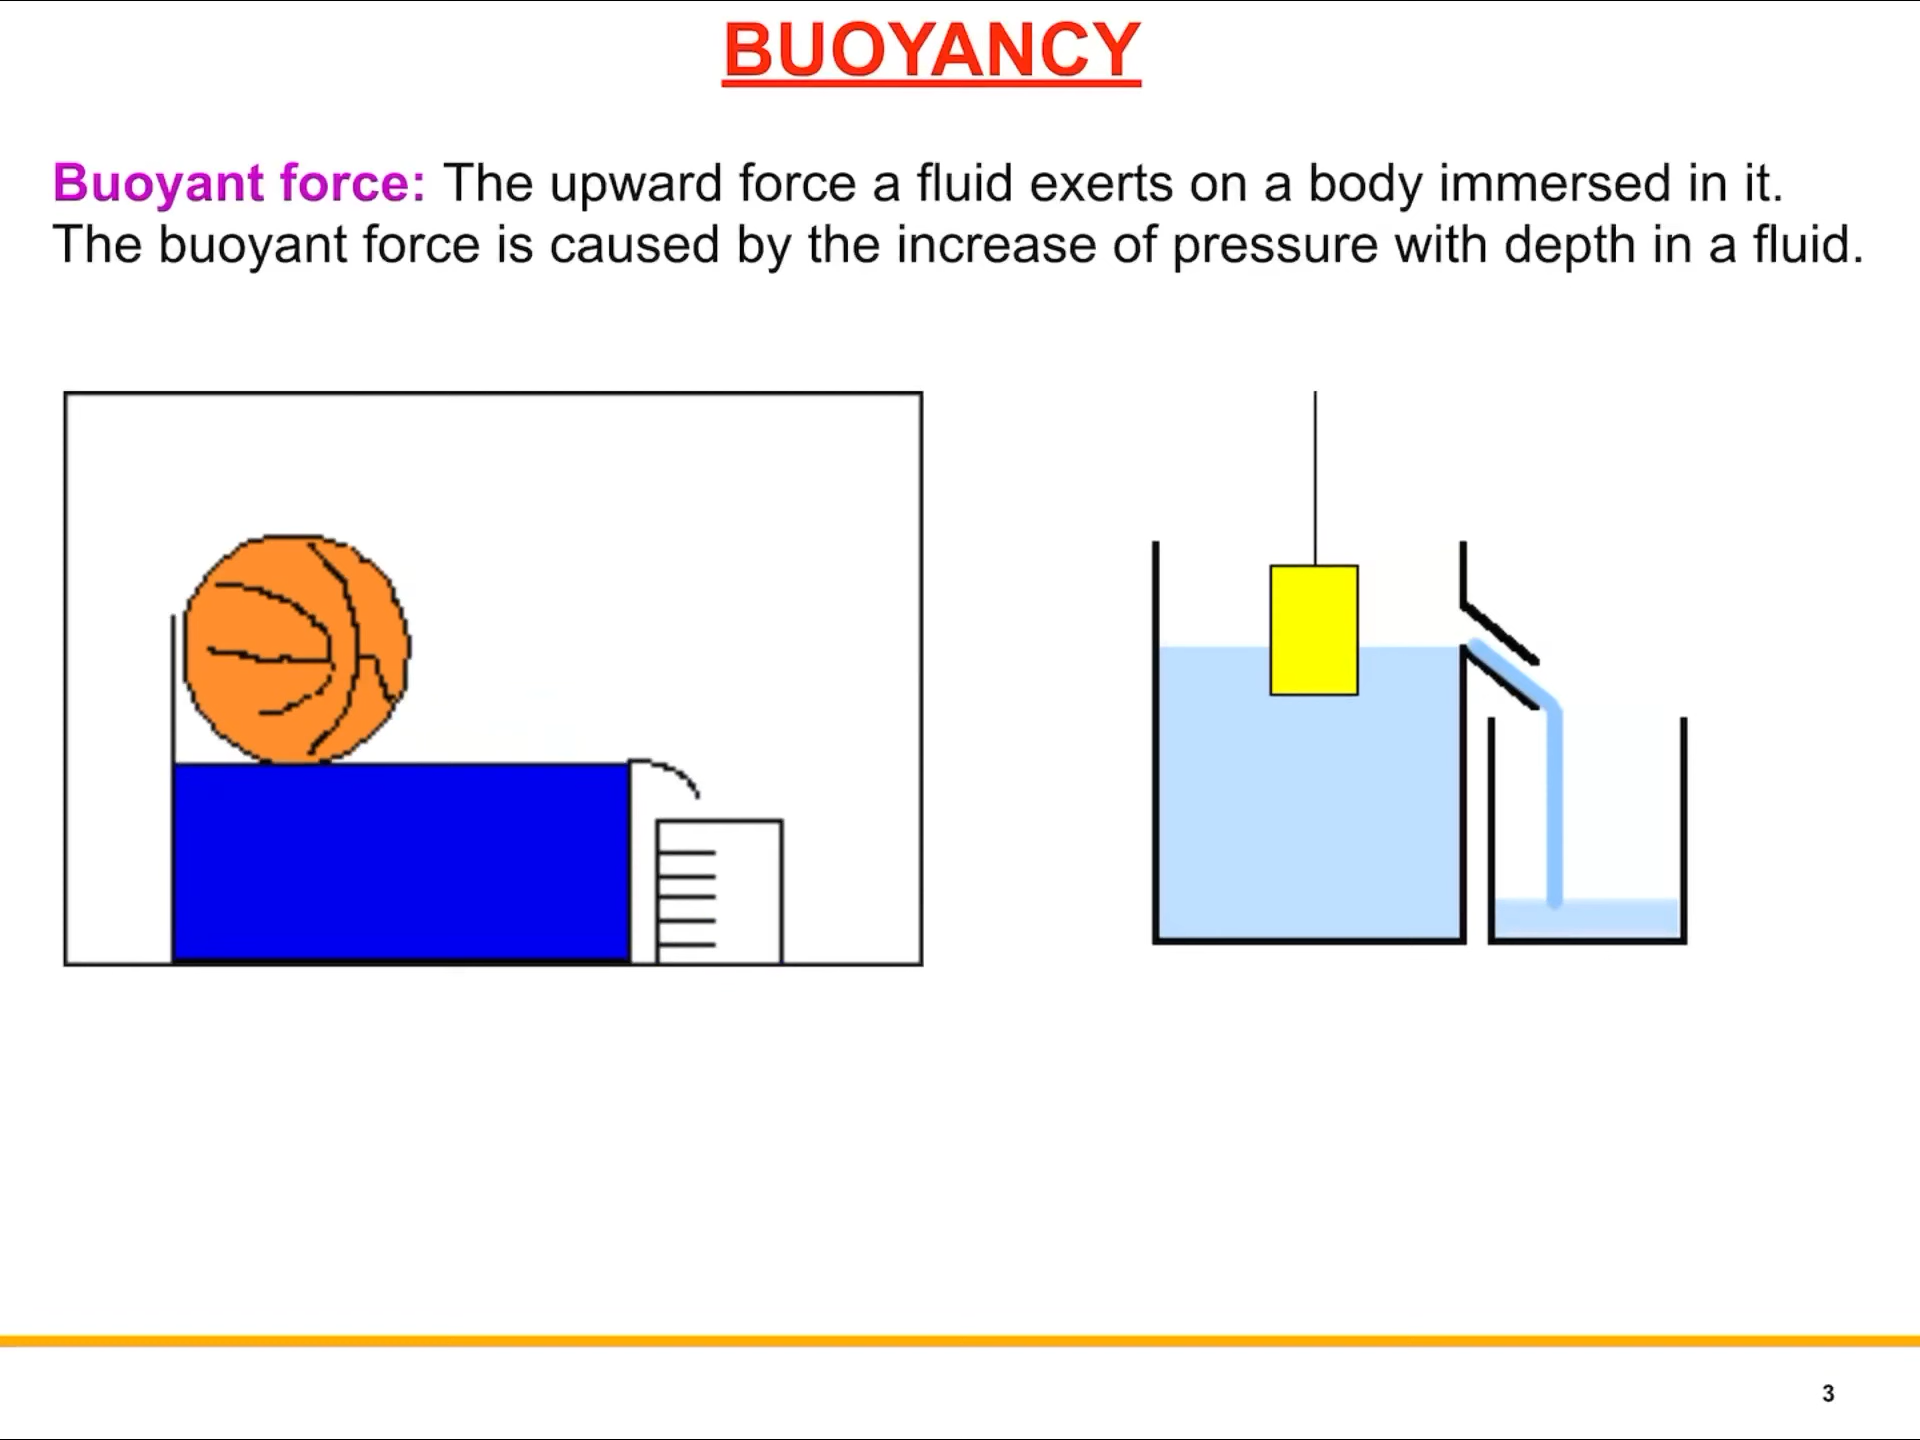 BUOYANCY
Buoyant force: The upward force a fluid exerts on a body immersed in it.
The buoyant force is caused by the increase of pressure with depth in a fluid.
3